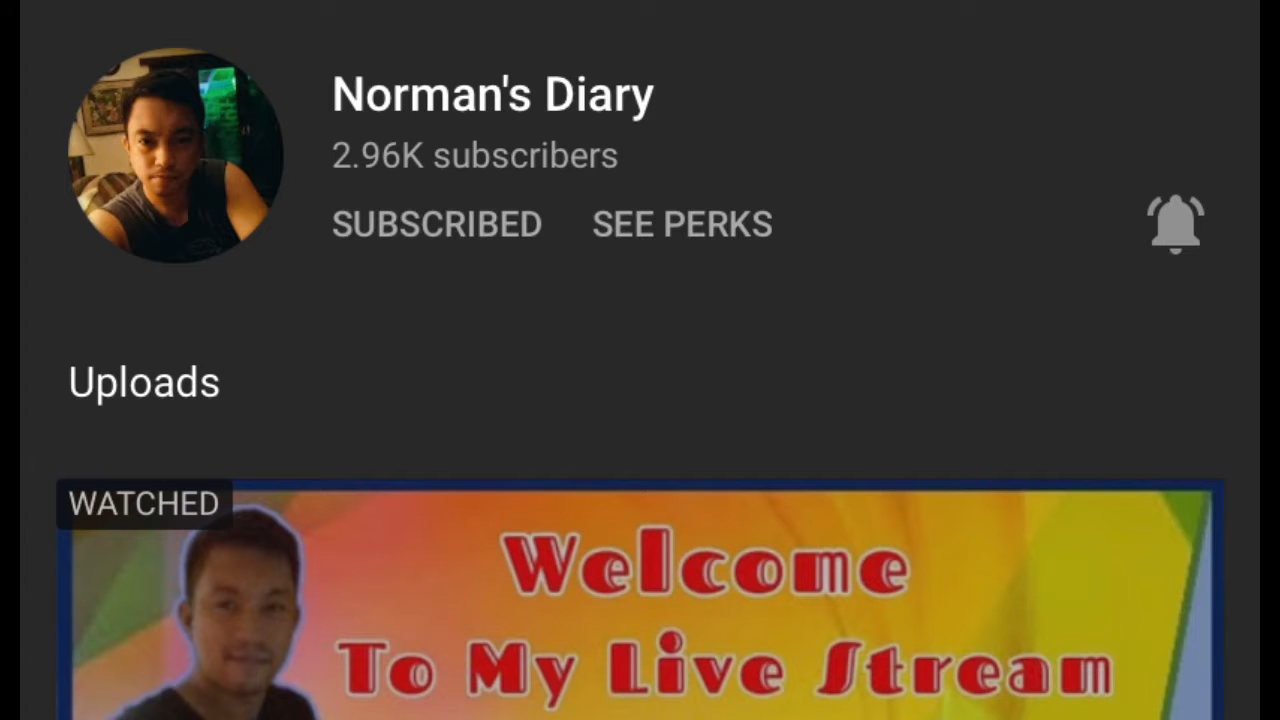 Norman's Diary
2.96K subscribers
SUBSCRIBED SEE PERKS
Uploads
WATCHED
Welcome
To My Live Stream